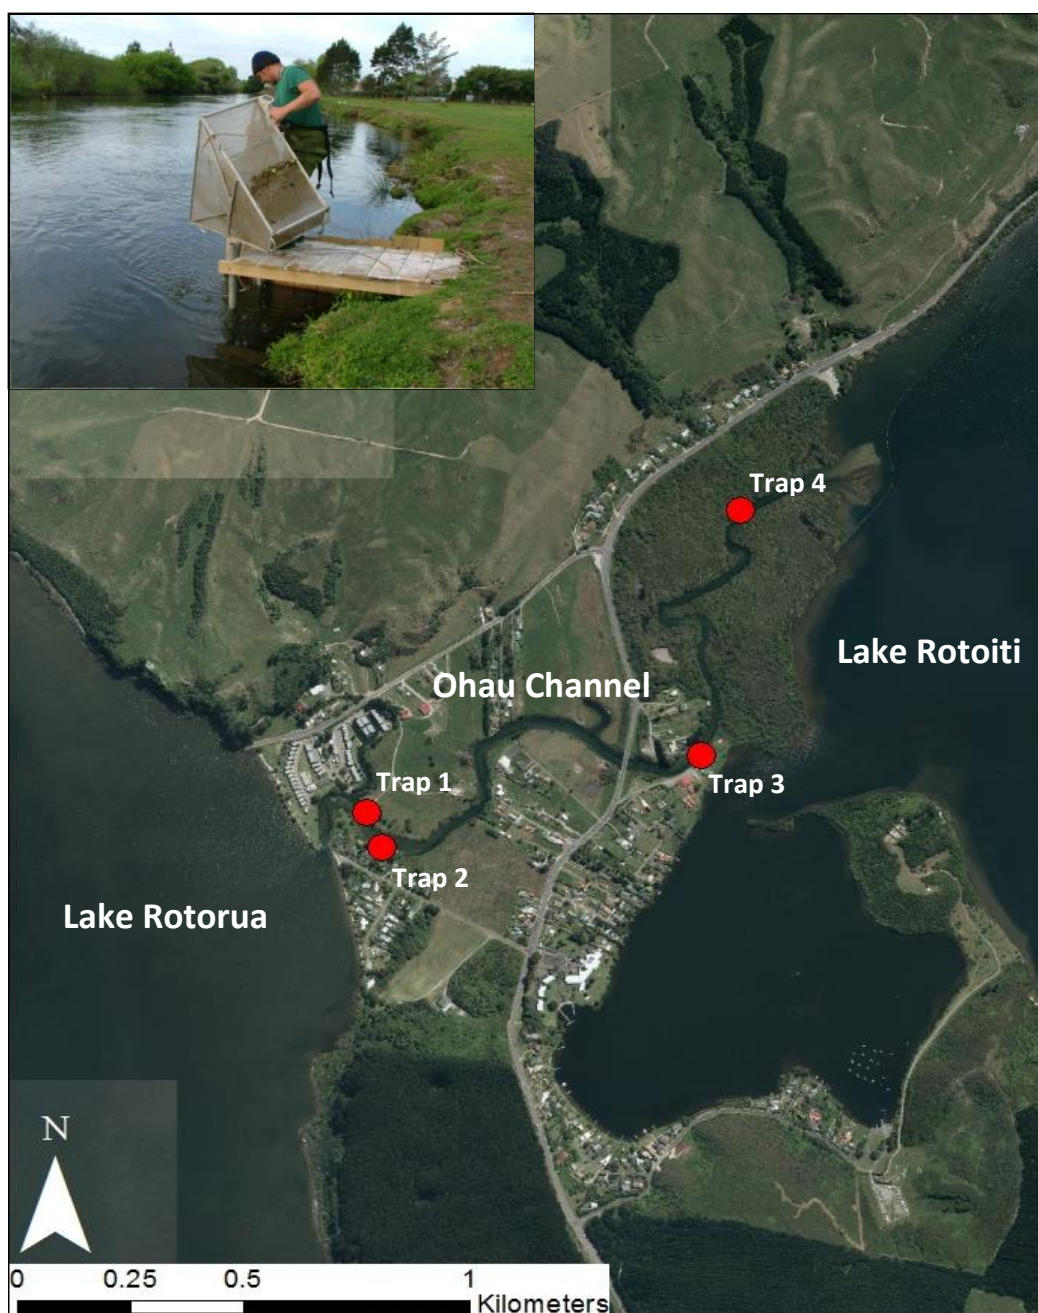 Trap 4
Lake Rotoiti
Ohau Channel
Trap 1
Trap 3
Trap 2
Lake Rotorua
N
0 0.25 0.5 1
Kilometers